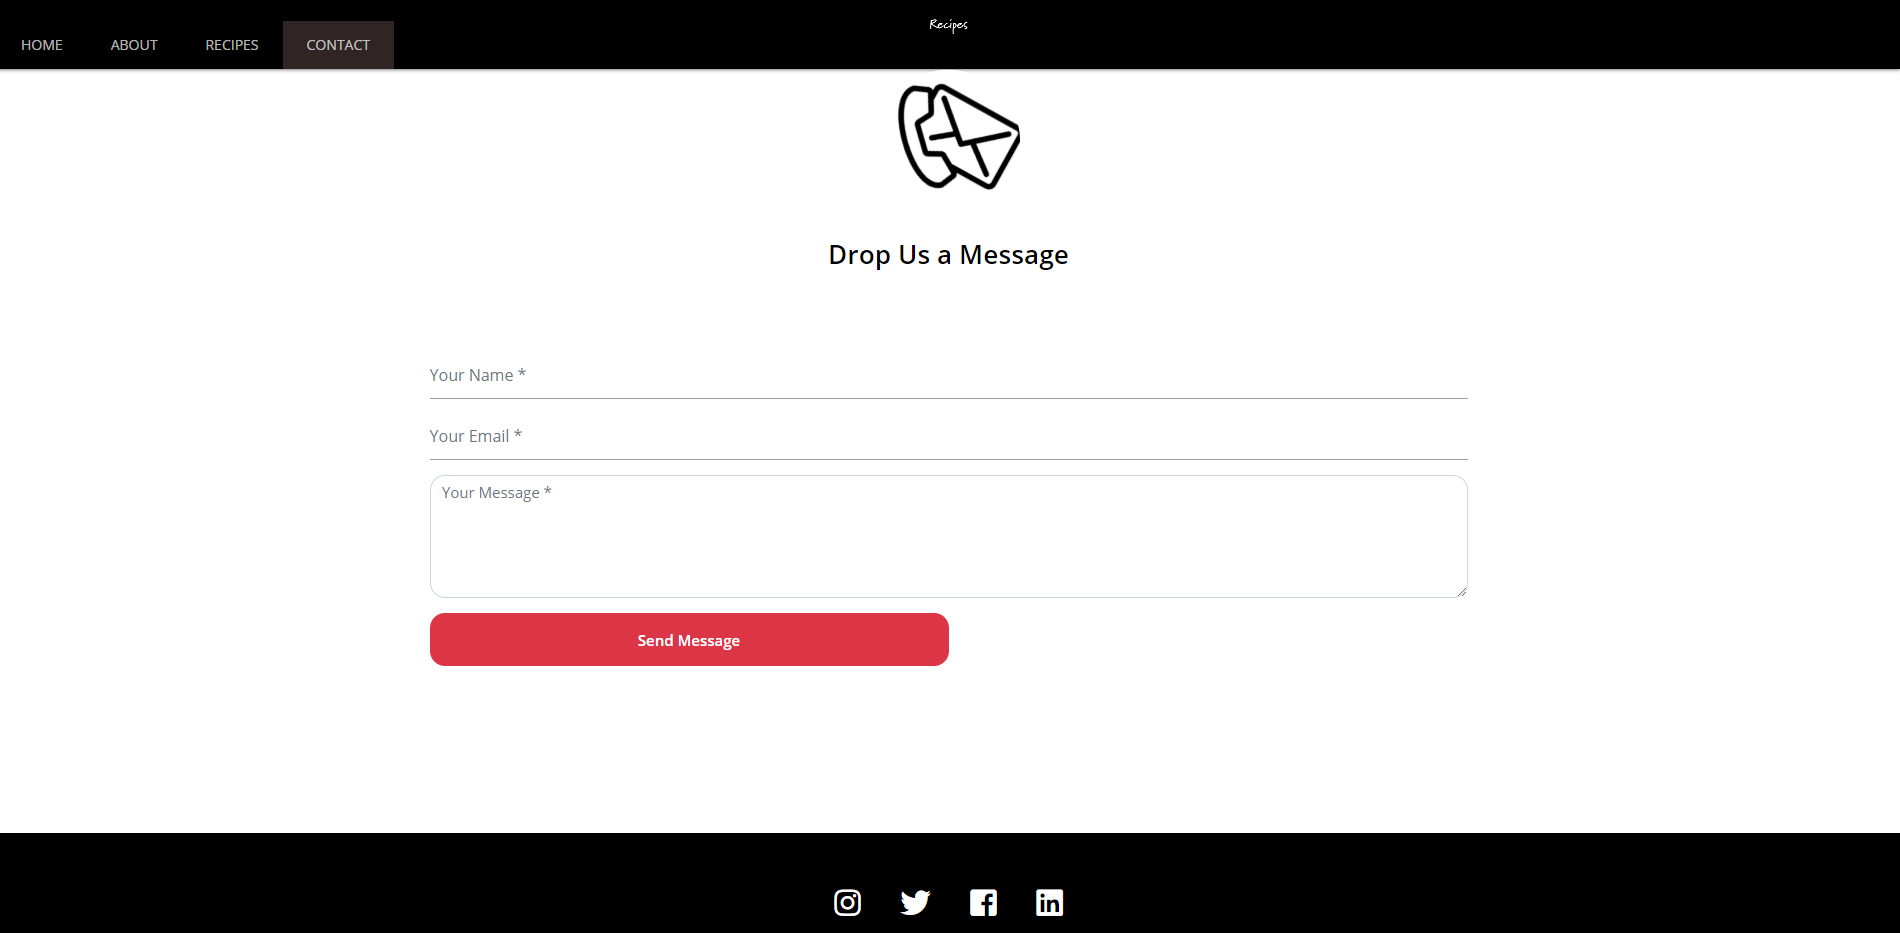 Recipes
HOME ABOUT RECIPES CONTACT
Drop Us a Message
Your Name *
Your Email *
Your Message *
Send Message